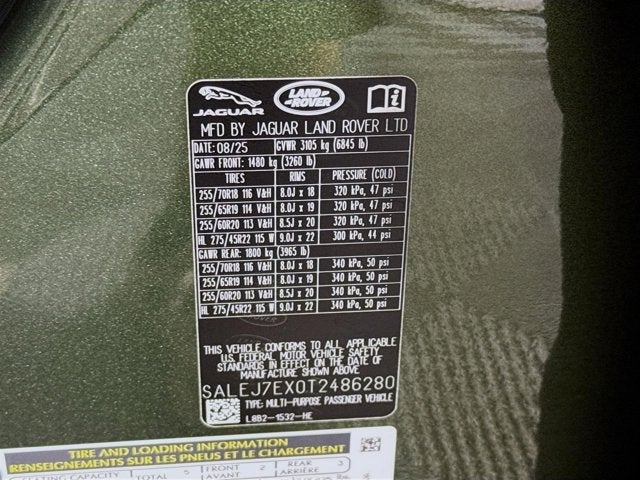 JAGUAR LAND ROVER i
MFD BY JAGUAR LAND ROVER LTD
DATE: 08/25 GVWR 3105 kg (6845 lb)
GAWR FRONT: 1480 kg (3260 lb)
TIRES RIMS PRESSURE (COLD)
255/70R18 116 V&H 8.0J x 18 320 kPa, 47 psi
255/65R19 114 V&H 8.0J x 19 320 kPa, 47 psi
255/60R20 113 V&H 8.5J x 20 320 kPa, 47 psi
HL 275/45R22 115 W 9.0J x 22 300 kPa, 44 psi
GAWR REAR: 1800 kg (3965 lb)
255/70R18 116 V&H 8.0J x 18 340 kPa, 50 psi
255/65R19 114 V&H 8.0J x 19 340 kPa, 50 psi
255/60R20 113 V&H 8.5J x 20 340 kPa, 50 psi
HL 275/45R22 115 W 9.0J x 22 340 kPa, 50 psi
THIS VEHICLE CONFORMS TO ALL APPLICABLE
U.S. FEDERAL MOTOR VEHICLE SAFETY
STANDARDS IN EFFECT ON THE DATE OF
MANUFACTURE SHOWN ABOVE
SALEJ7EX0T2486280
TYPE: MULTI-PURPOSE PASSENGER VEHICLE
L8B2-1532-HE
TIRE AND LOADING INFORMATION
RENSEIGNEMENTS SUR LES PNEUS ET LE CHARGEMENT
SEATING CAPACITY TOTAL 5 FRONT 2 REAR 3
AVANT ARRIÈRE